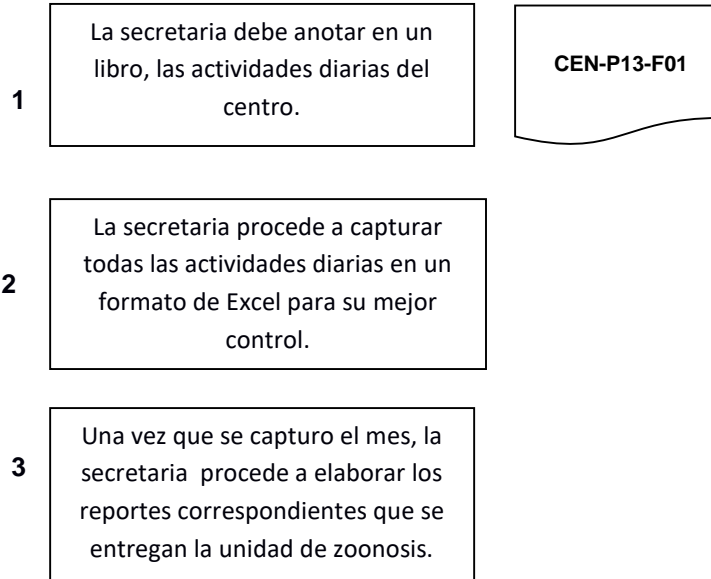 La secretaria debe anotar en un
libro, las actividades diarias del
centro.
CEN-P13-F01
1
La secretaria procede a capturar
todas las actividades diarias en un
formato de Excel para su mejor
control.
2
Una vez que se capturo el mes, la
secretaria  procede a elaborar los
reportes correspondientes que se
entregan la unidad de zoonosis.
3